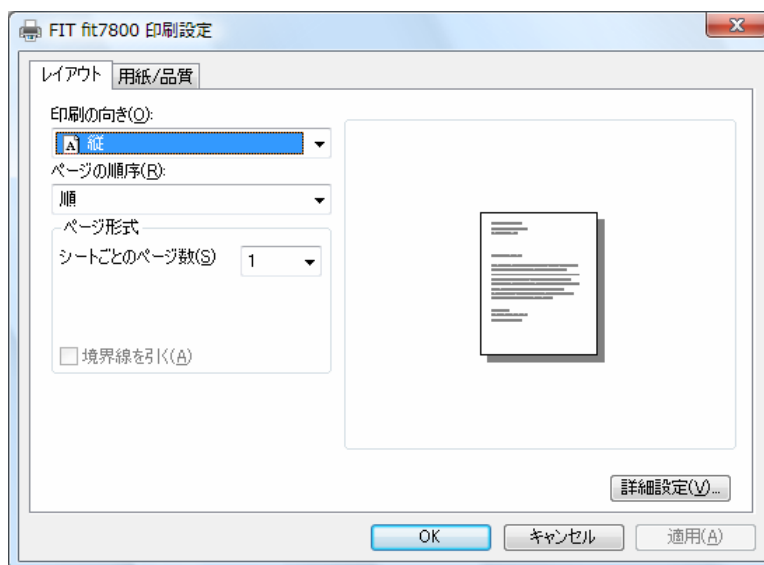 FIT fit7800 印刷設定
レイアウト 用紙/品質
印刷の向き(O):
A 縦
ページの順序(R):
順
ページ形式
シートごとのページ数(S) 1
境界線を引く(A)
詳細設定(V)...
OK キャンセル 適用(A)